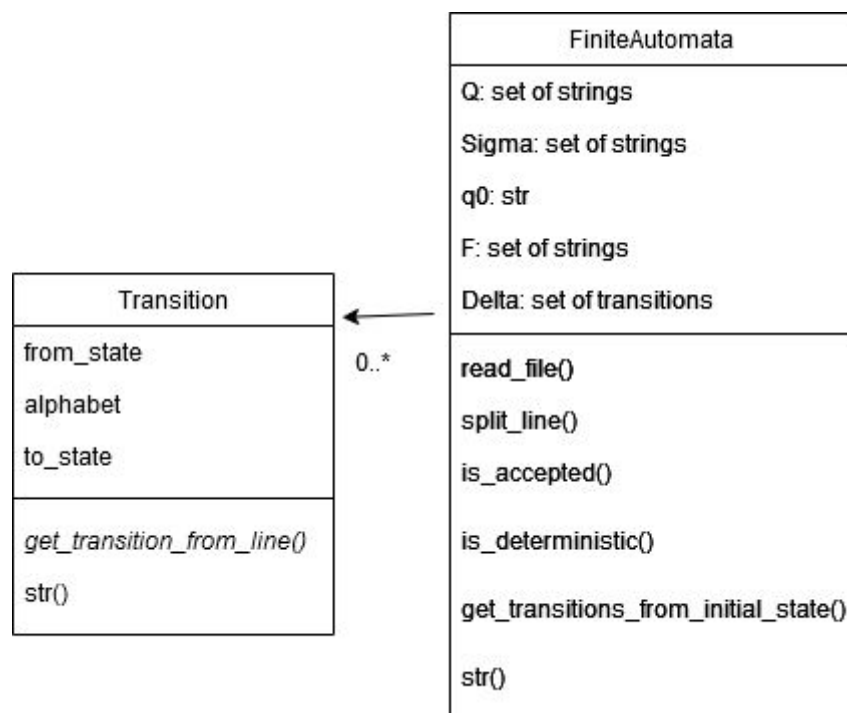 FiniteAutomata
Q: set of strings
Sigma: set of strings
q0: str
F: set of strings
Delta: set of transitions
read_file()
split_line()
is_accepted()
is_deterministic()
get_transitions_from_initial_state()
str()
Transition
from_state
alphabet
to_state
get_transition_from_line()
str()
0..*